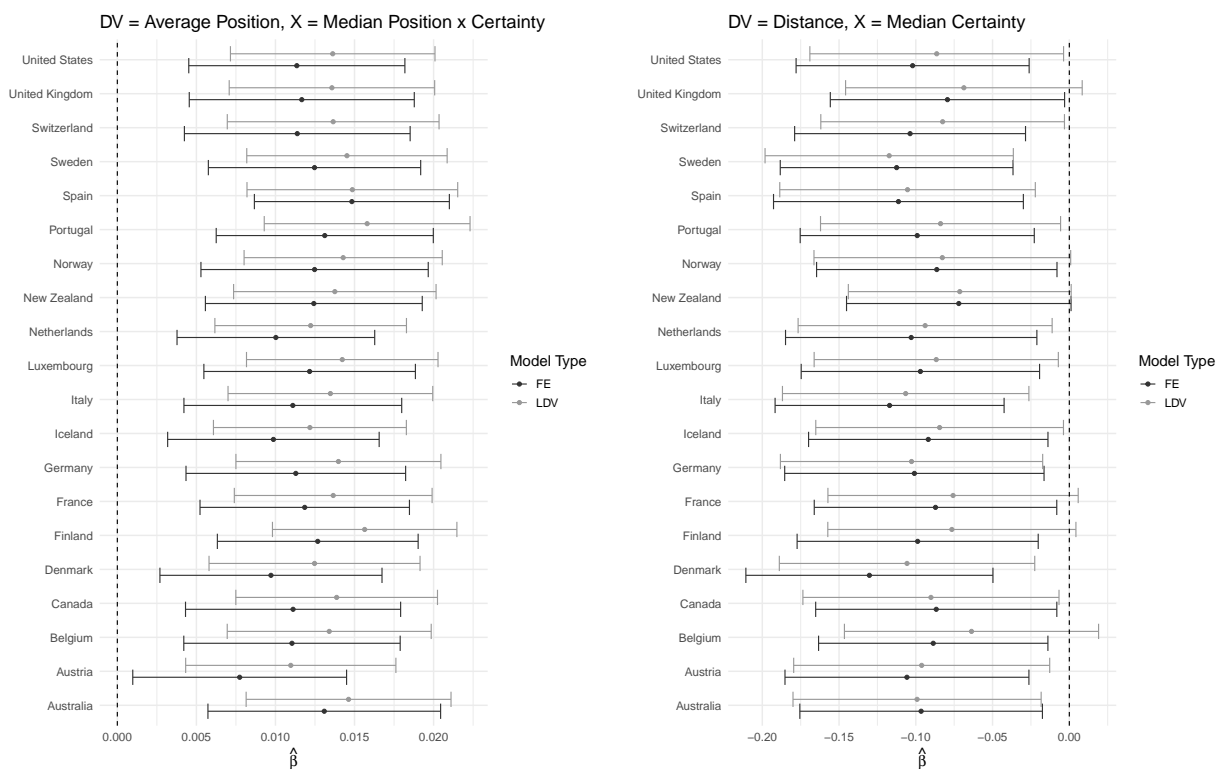 DV = Average Position, X = Median Position x Certainty
United States
United Kingdom
Switzerland
Sweden
Spain
Portugal
Norway
New Zealand
Netherlands
Luxembourg
Italy
Iceland
Germany
France
Finland
Denmark
Canada
Belgium
Austria
Australia
0.000 0.005 0.010 0.015 0.020
β̂
Model Type
FE
LDV
DV = Distance, X = Median Certainty
United States
United Kingdom
Switzerland
Sweden
Spain
Portugal
Norway
New Zealand
Netherlands
Luxembourg
Italy
Iceland
Germany
France
Finland
Denmark
Canada
Belgium
Austria
Australia
−0.20 −0.15 −0.10 −0.05 0.00
β̂
Model Type
FE
LDV